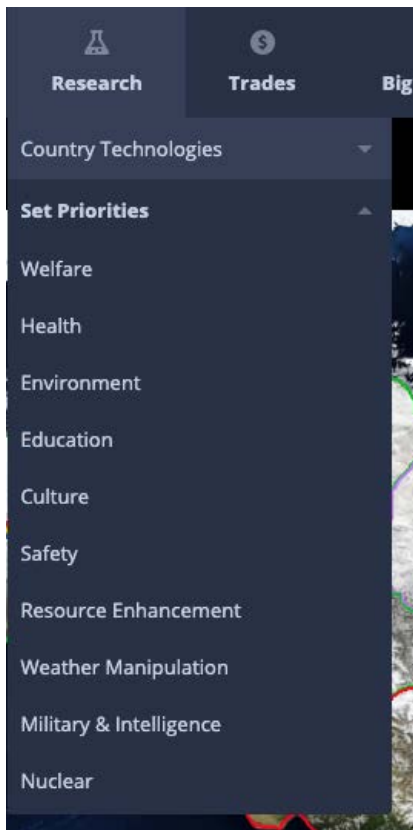 Research
Trades
Big
Country Technologies
Set Priorities
Welfare
Health
Environment
Education
Culture
Safety
Resource Enhancement
Weather Manipulation
Military & Intelligence
Nuclear